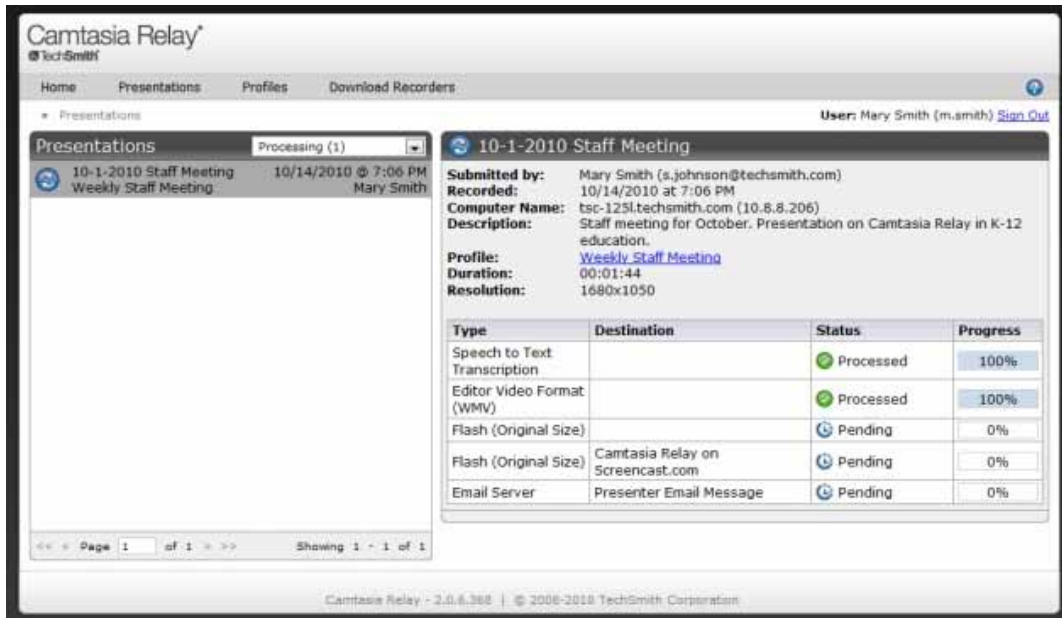 Camtasia Relay
TechSmith
Home Presentations Profiles Download Recorders
Presentations
User: Mary Smith (m.smith) Sign Out
Presentations Processing (1)
10-1-2010 Staff Meeting 10/14/2010 @ 7:06 PM
Weekly Staff Meeting Mary Smith
<< < Page 1 of 1 > >> Showing 1 - 1 of 1
10-1-2010 Staff Meeting
Submitted by: Mary Smith (s.johnson@techsmith.com)
Recorded: 10/14/2010 at 7:06 PM
Computer Name: tsc-125l.techsmith.com (10.8.8.206)
Description: Staff meeting for October. Presentation on Camtasia Relay in K-12
education.
Profile: Weekly Staff Meeting
Duration: 00:01:44
Resolution: 1680x1050
Type Destination Status Progress
Speech to Text
Transcription Processed 100%
Editor Video Format
(WMV) Processed 100%
Flash (Original Size) Pending 0%
Flash (Original Size) Camtasia Relay on
Screencast.com Pending 0%
Email Server Presenter Email Message Pending 0%
Camtasia Relay - 2.0.6.368 | © 2008-2010 TechSmith Corporation